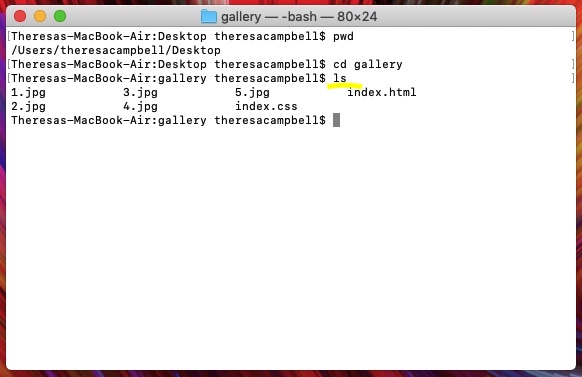 gallery — -bash — 80×24
[Theresas-MacBook-Air:Desktop theresacampbell$ pwd ]
/Users/theresacampbell/Desktop
[Theresas-MacBook-Air:Desktop theresacampbell$ cd gallery ]
[Theresas-MacBook-Air:gallery theresacampbell$ ls ]
1.jpg 3.jpg 5.jpg index.html
2.jpg 4.jpg index.css
Theresas-MacBook-Air:gallery theresacampbell$